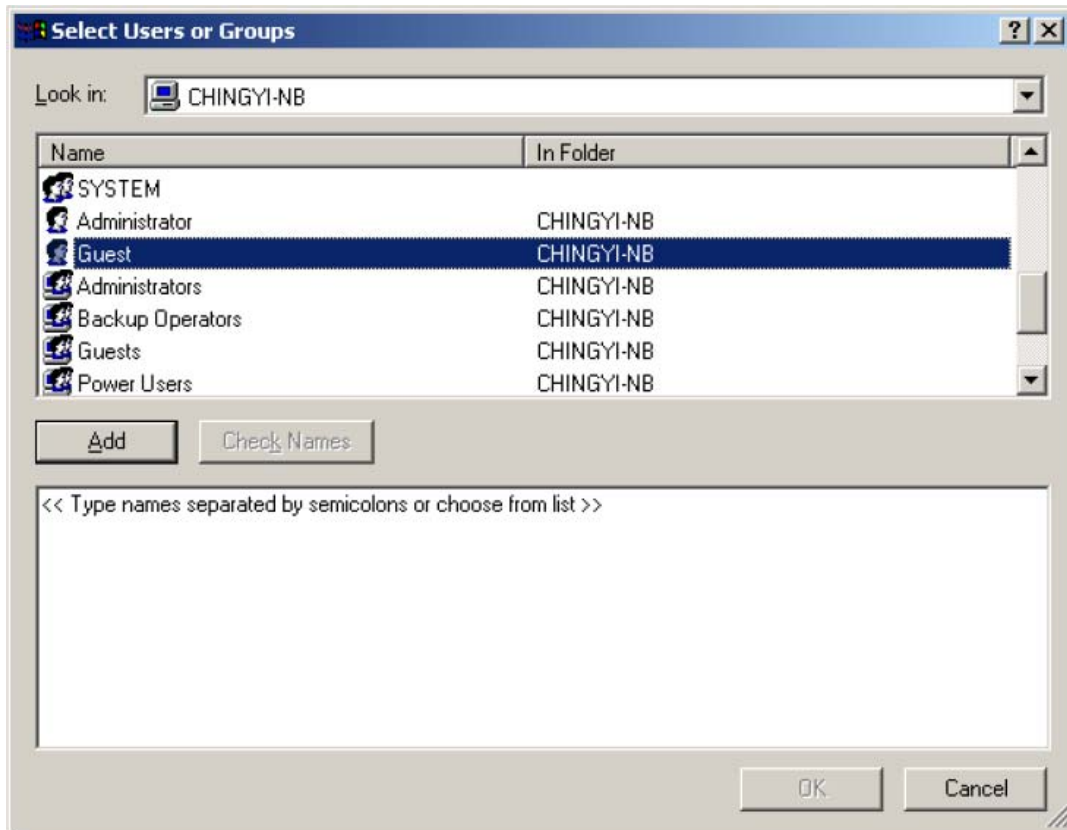 Select Users or Groups
Look in: CHINGYI-NB
Name In Folder
SYSTEM
Administrator CHINGYI-NB
Guest CHINGYI-NB
Administrators CHINGYI-NB
Backup Operators CHINGYI-NB
Guests CHINGYI-NB
Power Users CHINGYI-NB
Add Check Names
<< Type names separated by semicolons or choose from list >>
OK Cancel